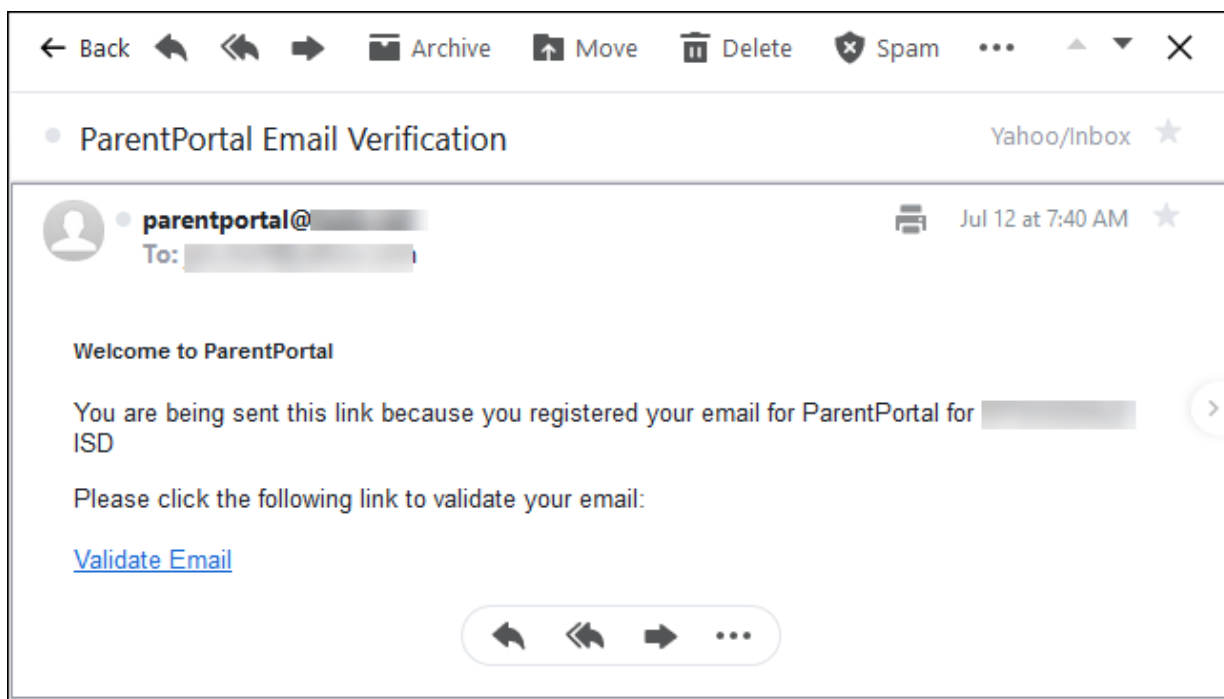 Back Archive Move Delete Spam
ParentPortal Email Verification Yahoo/Inbox
parentportal@ Jul 12 at 7:40 AM
To:
Welcome to ParentPortal
You are being sent this link because you registered your email for ParentPortal for
ISD
Please click the following link to validate your email:
Validate Email